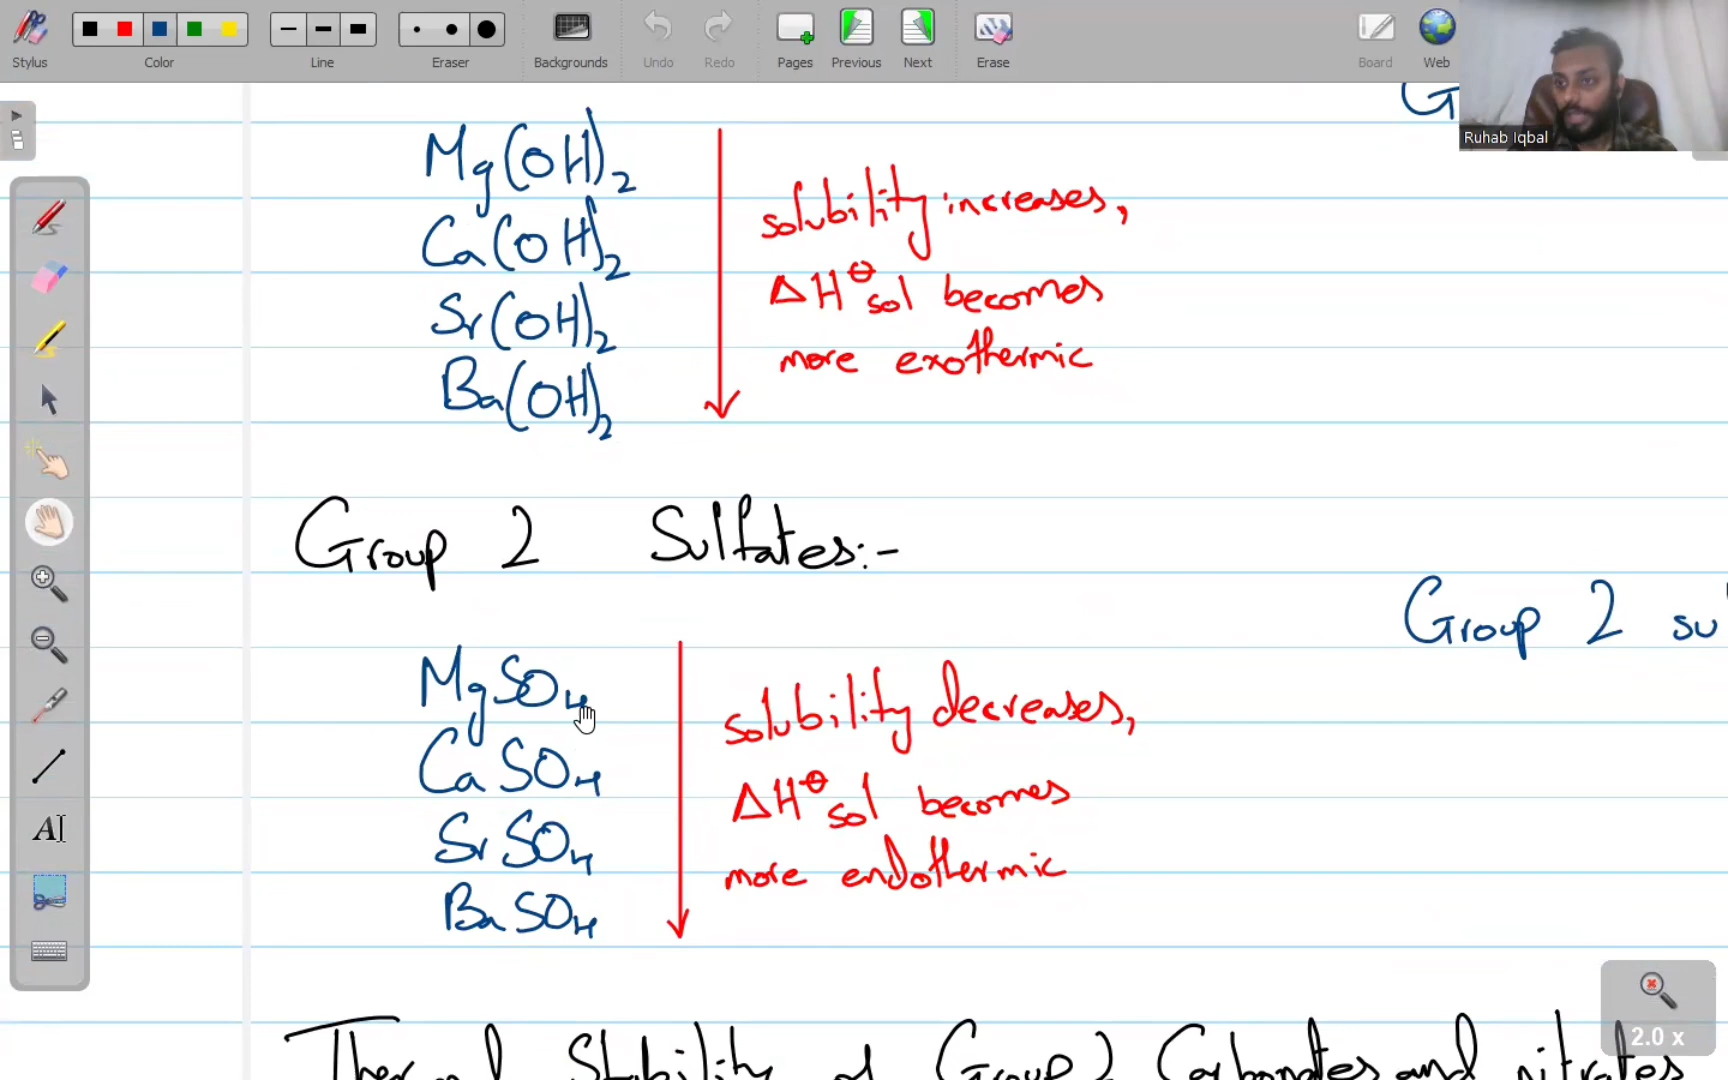 Stylus
Color
Line
Eraser
Backgrounds
Undo
Redo
Pages
Previous
Next
Erase
Board
Web
Ruhab Iqbal
G
Mg(OH)₂
Ca(OH)₂
Sr(OH)₂
Ba(OH)₂
solubility increases,
ΔH⦵sol becomes
more exothermic
Group 2 Sulfates:-
Group 2 su
MgSO₄
CaSO₄
SrSO₄
BaSO₄
solubility decreases,
ΔH⦵sol becomes
more endothermic
Thermal Stability of Group 2 Carbonates and nitrates
AI
2.0 x